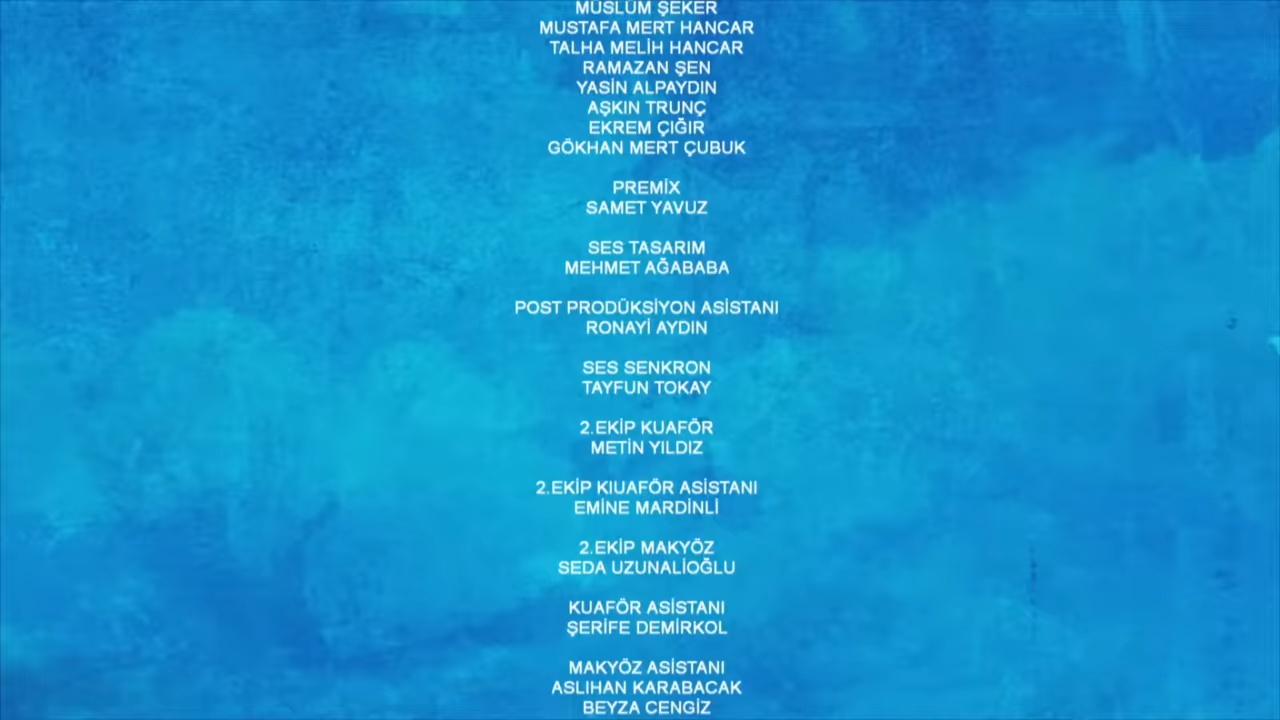 MÜSLÜM ŞEKER
MUSTAFA MERT HANCAR
TALHA MELİH HANCAR
RAMAZAN ŞEN
YASİN ALPAYDIN
AŞKIN TRUNÇ
EKREM ÇIĞIR
GÖKHAN MERT ÇUBUK
PREMİX
SAMET YAVUZ
SES TASARIM
MEHMET AĞABABA
POST PRODÜKSİYON ASİSTANI
RONAYİ AYDIN
SES SENKRON
TAYFUN TOKAY
2.EKİP KUAFÖR
METİN YILDIZ
2.EKİP KIUAFÖR ASİSTANI
EMİNE MARDİNLİ
2.EKİP MAKYÖZ
SEDA UZUNALİOĞLU
KUAFÖR ASİSTANI
ŞERİFE DEMİRKOL
MAKYÖZ ASİSTANI
ASLIHAN KARABACAK
BEYZA CENGİZ